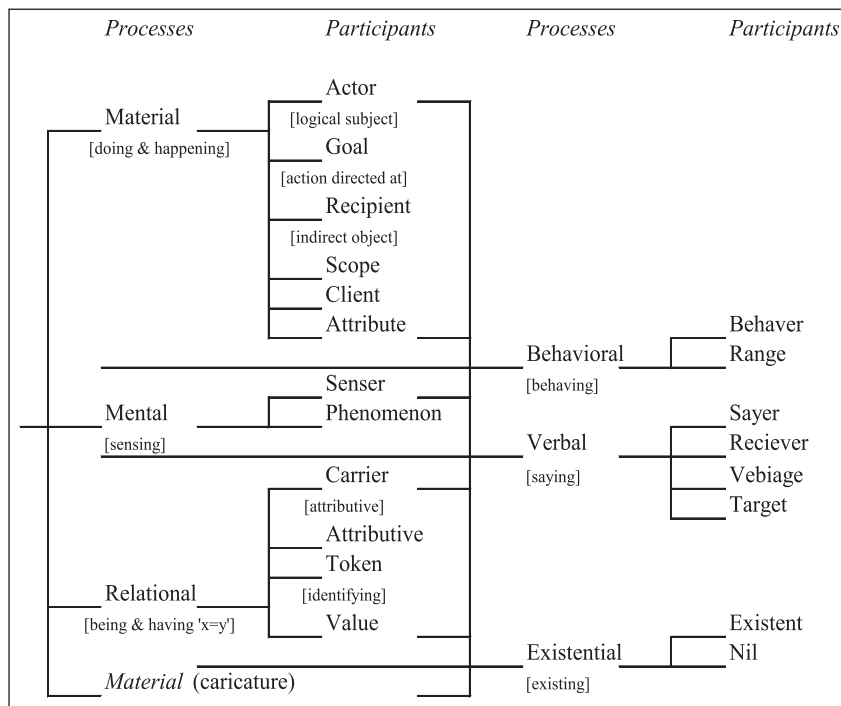 Processes Participants Processes Participants
Actor
Material [logical subject]
[doing & happening] Goal
[action directed at]
Recipient
[indirect object]
Scope
Client
Attribute Behaver
Behavioral Range
Senser [behaving]
Mental Phenomenon Sayer
[sensing] Verbal Reciever
Carrier [saying] Vebiage
[attributive] Target
Attributive
Token
Relational [identifying]
[being & having 'x=y'] Value Existent
Existential Nil
Material (caricature) [existing]